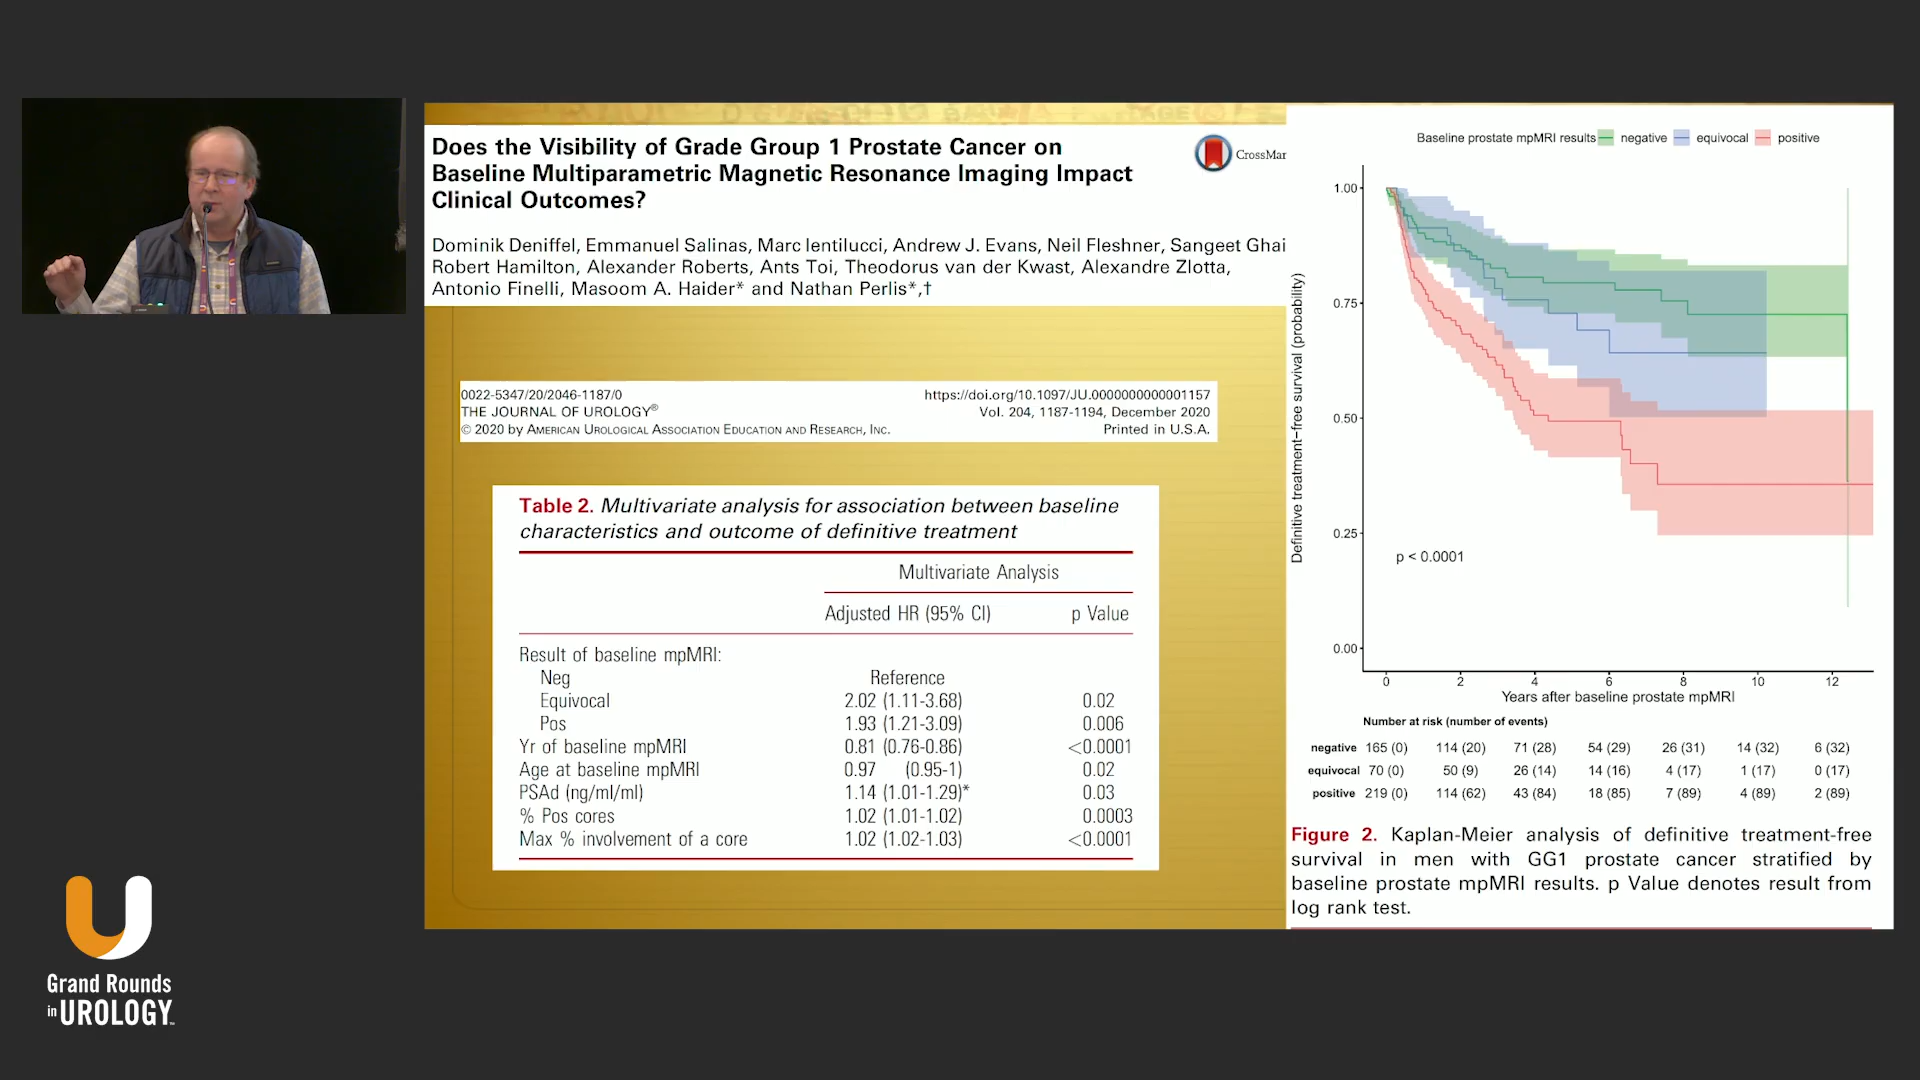 Does the Visibility of Grade Group 1 Prostate Cancer on
Baseline Multiparametric Magnetic Resonance Imaging Impact
Clinical Outcomes?
CrossMar
Dominik Deniffel, Emmanuel Salinas, Marc Ientilucci, Andrew J. Evans, Neil Fleshner, Sangeet Ghai
Robert Hamilton, Alexander Roberts, Ants Toi, Theodorus van der Kwast, Alexandre Zlotta,
Antonio Finelli, Masoom A. Haider* and Nathan Perlis*,†
0022-5347/20/2046-1187/0
THE JOURNAL OF UROLOGY®
© 2020 by AMERICAN UROLOGICAL ASSOCIATION EDUCATION AND RESEARCH, INC.
https://doi.org/10.1097/JU.0000000000001157
Vol. 204, 1187-1194, December 2020
Printed in U.S.A.
Table 2. Multivariate analysis for association between baseline
characteristics and outcome of definitive treatment
Multivariate Analysis
Adjusted HR (95% CI) p Value
Result of baseline mpMRI:
Neg Reference
Equivocal 2.02 (1.11-3.68) 0.02
Pos 1.93 (1.21-3.09) 0.006
Yr of baseline mpMRI 0.81 (0.76-0.86) <0.0001
Age at baseline mpMRI 0.97 (0.95-1) 0.02
PSAd (ng/ml/ml) 1.14 (1.01-1.29)* 0.03
% Pos cores 1.02 (1.01-1.02) 0.0003
Max % involvement of a core 1.02 (1.02-1.03) <0.0001
Baseline prostate mpMRI results negative equivocal positive
Definitive treatment-free survival (probability)
1.00
0.75
0.50
0.25
0.00
p < 0.0001
0 2 4 6 8 10 12
Years after baseline prostate mpMRI
Number at risk (number of events)
negative 165 (0) 114 (20) 71 (28) 54 (29) 26 (31) 14 (32) 6 (32)
equivocal 70 (0) 50 (9) 26 (14) 14 (16) 4 (17) 1 (17) 0 (17)
positive 219 (0) 114 (62) 43 (84) 18 (85) 7 (89) 4 (89) 2 (89)
Figure 2. Kaplan-Meier analysis of definitive treatment-free
survival in men with GG1 prostate cancer stratified by
baseline prostate mpMRI results. p Value denotes result from
log rank test.
Grand Rounds
in UROLOGY™